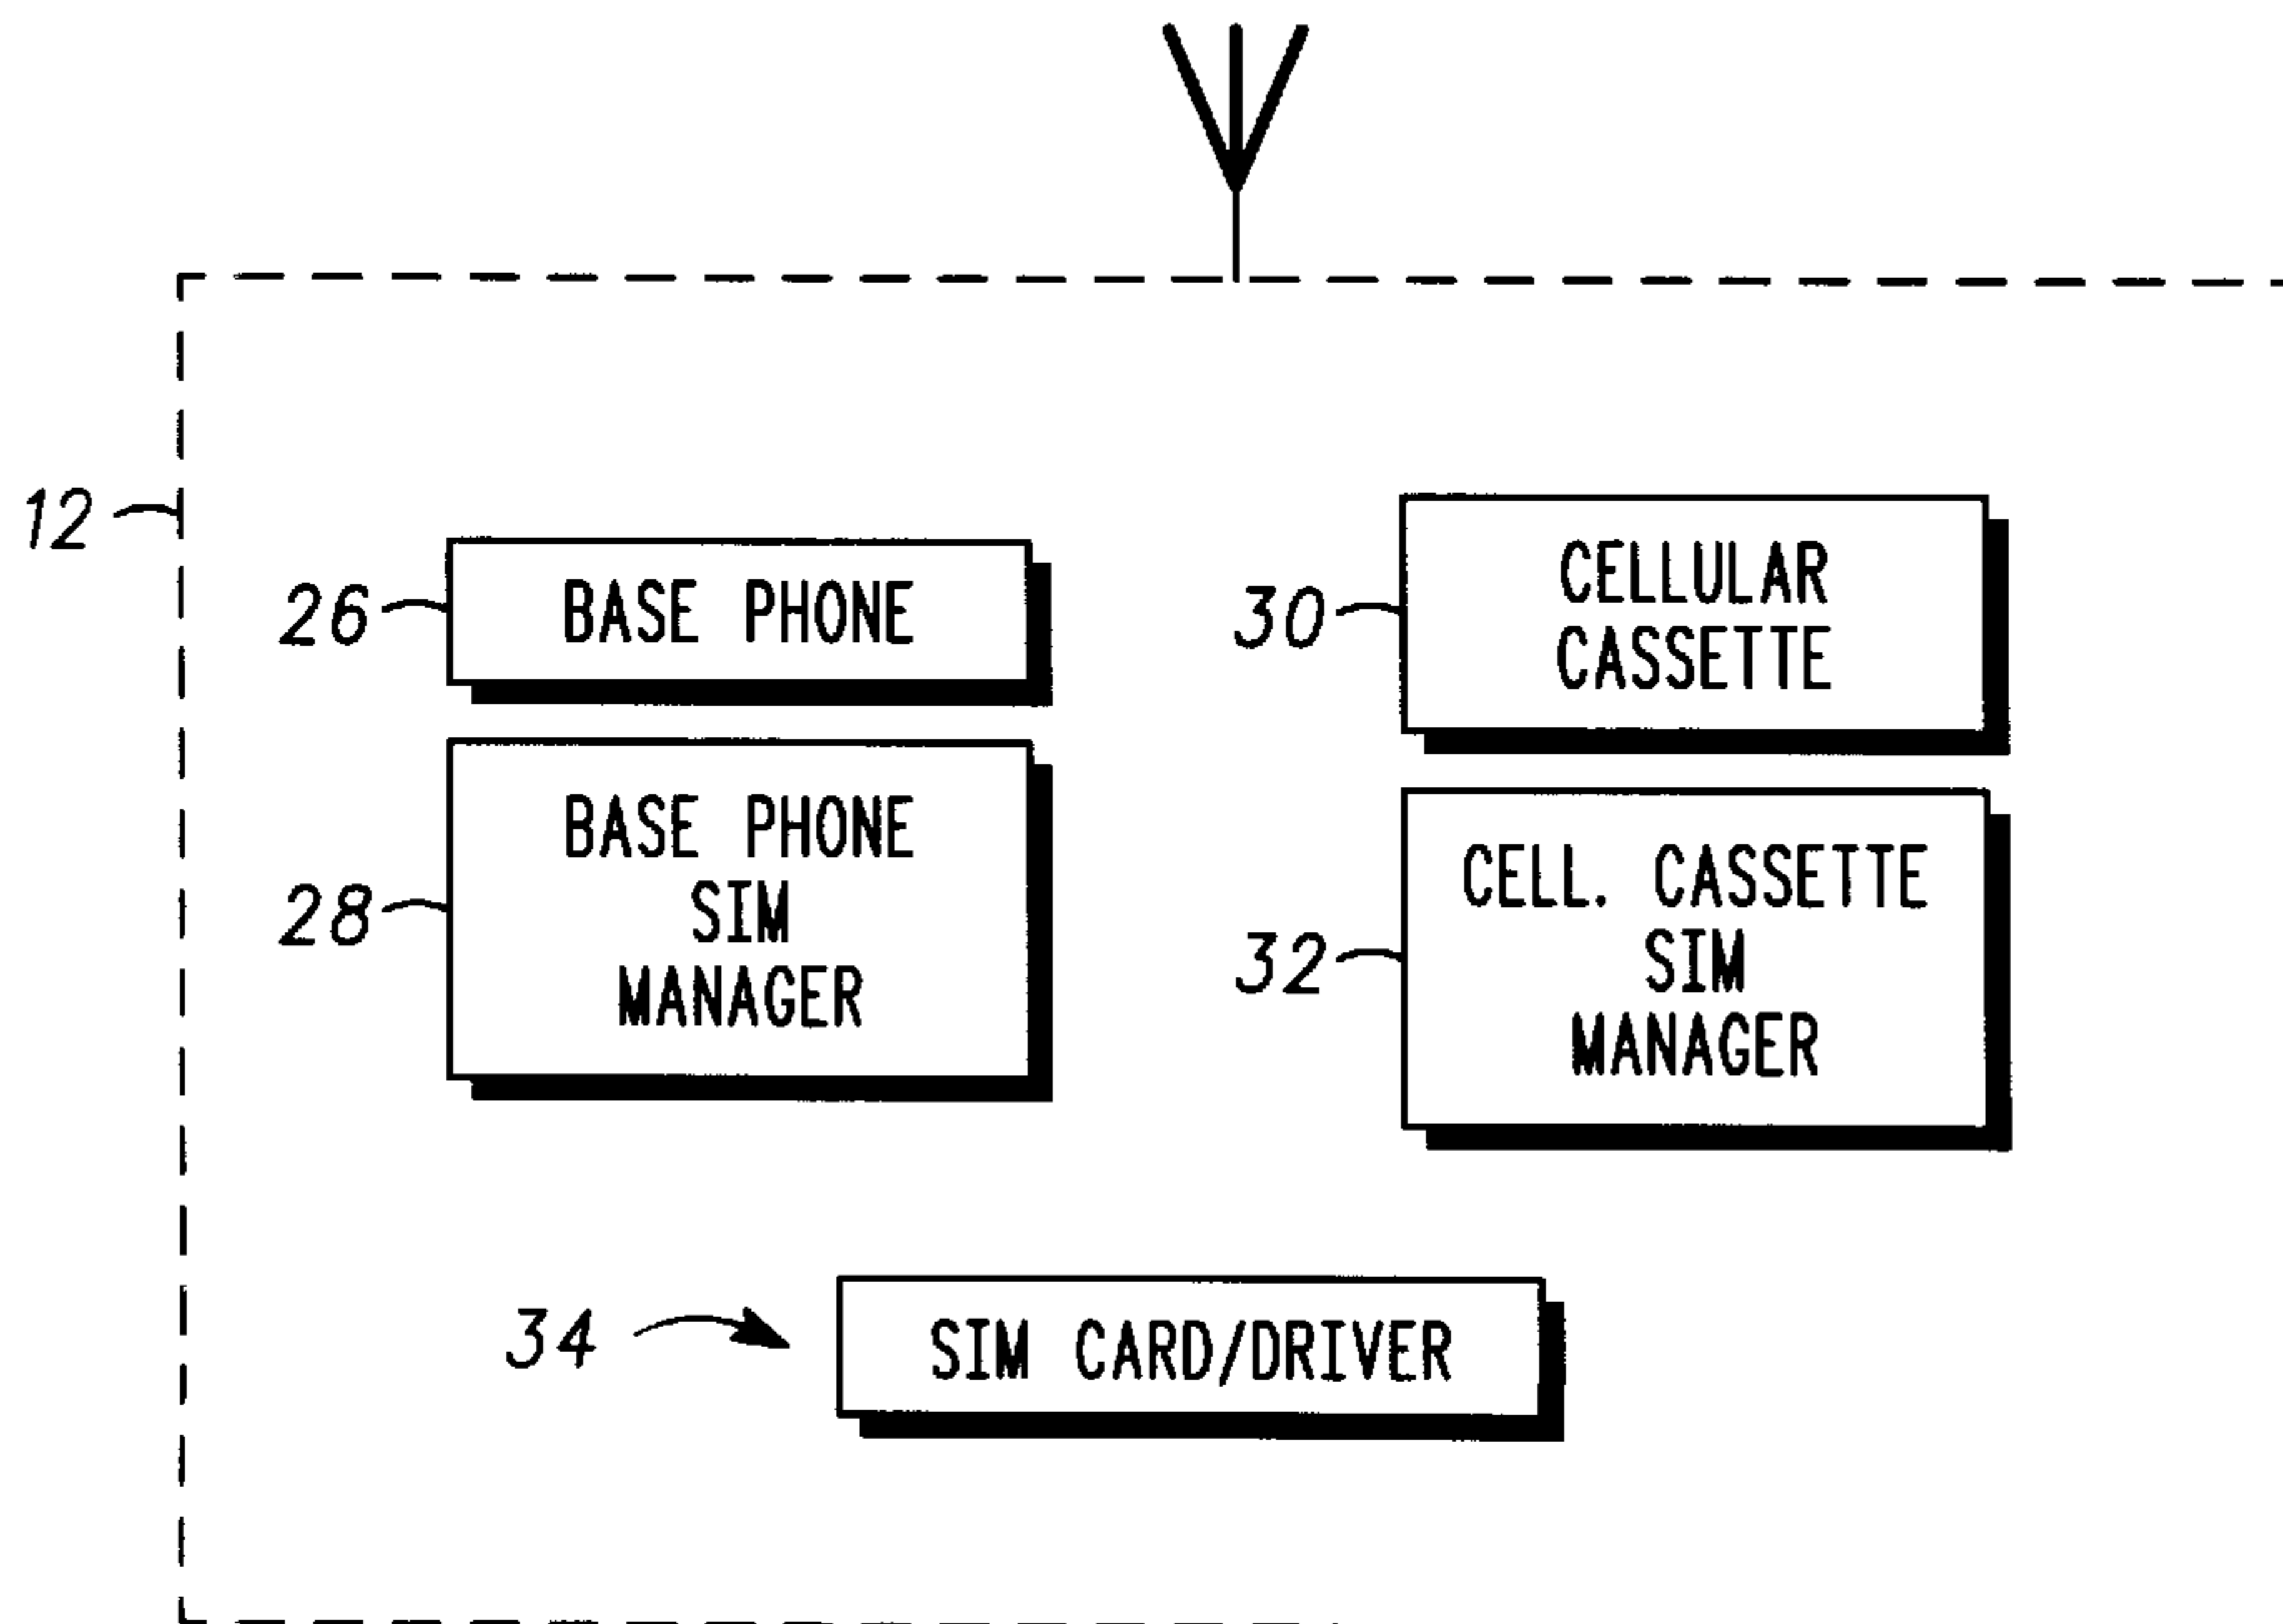 12
26
BASE PHONE
28
BASE PHONE
SIM
MANAGER
30
CELLULAR
CASSETTE
32
CELL. CASSETTE
SIM
MANAGER
34
SIM CARD/DRIVER